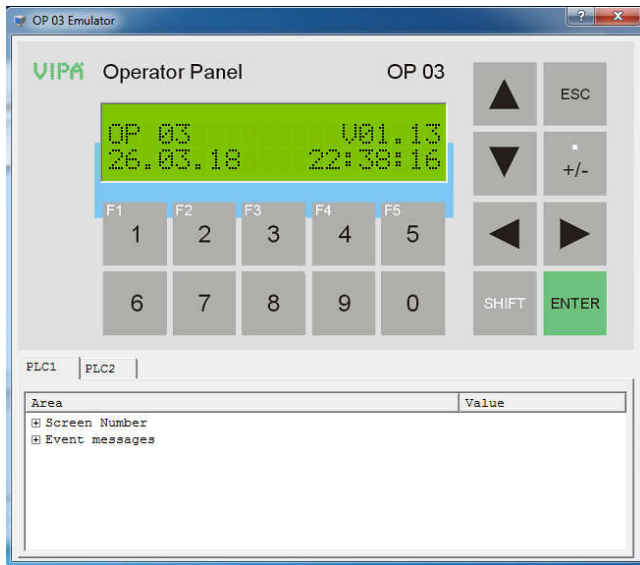 OP 03 Emulator
VIPA Operator Panel OP 03
OP 03 V01.13
26.03.18 22:38:16
ESC
+/-
F1 F2 F3 F4 F5
1 2 3 4 5
6 7 8 9 0
SHIFT ENTER
PLC1 PLC2
Area Value
Screen Number
Event messages